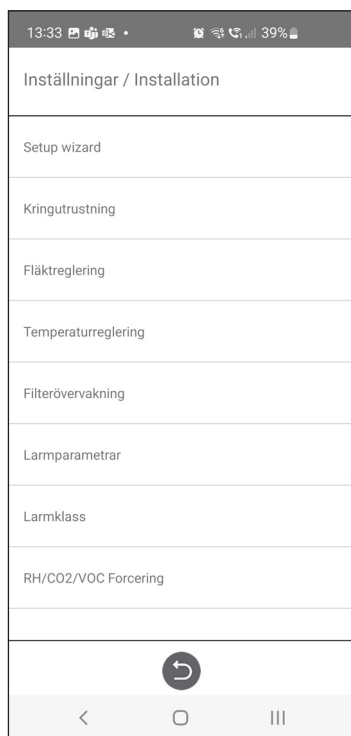 13:33 39%
Inställningar / Installation
Setup wizard
Kringutrustning
Fläktreglering
Temperaturreglering
Filterövervakning
Larmparametrar
Larmklass
RH/CO2/VOC Forcering